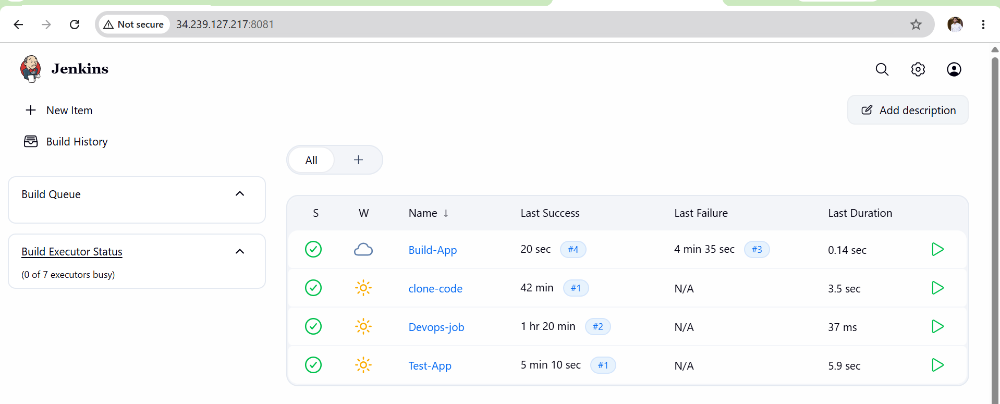 Not secure 34.239.127.217:8081
Jenkins
New Item
Add description
Build History
All
Build Queue
Build Executor Status
(0 of 7 executors busy)
S W Name ↓ Last Success Last Failure Last Duration
Build-App 20 sec #4 4 min 35 sec #3 0.14 sec
clone-code 42 min #1 N/A 3.5 sec
Devops-job 1 hr 20 min #2 N/A 37 ms
Test-App 5 min 10 sec #1 N/A 5.9 sec